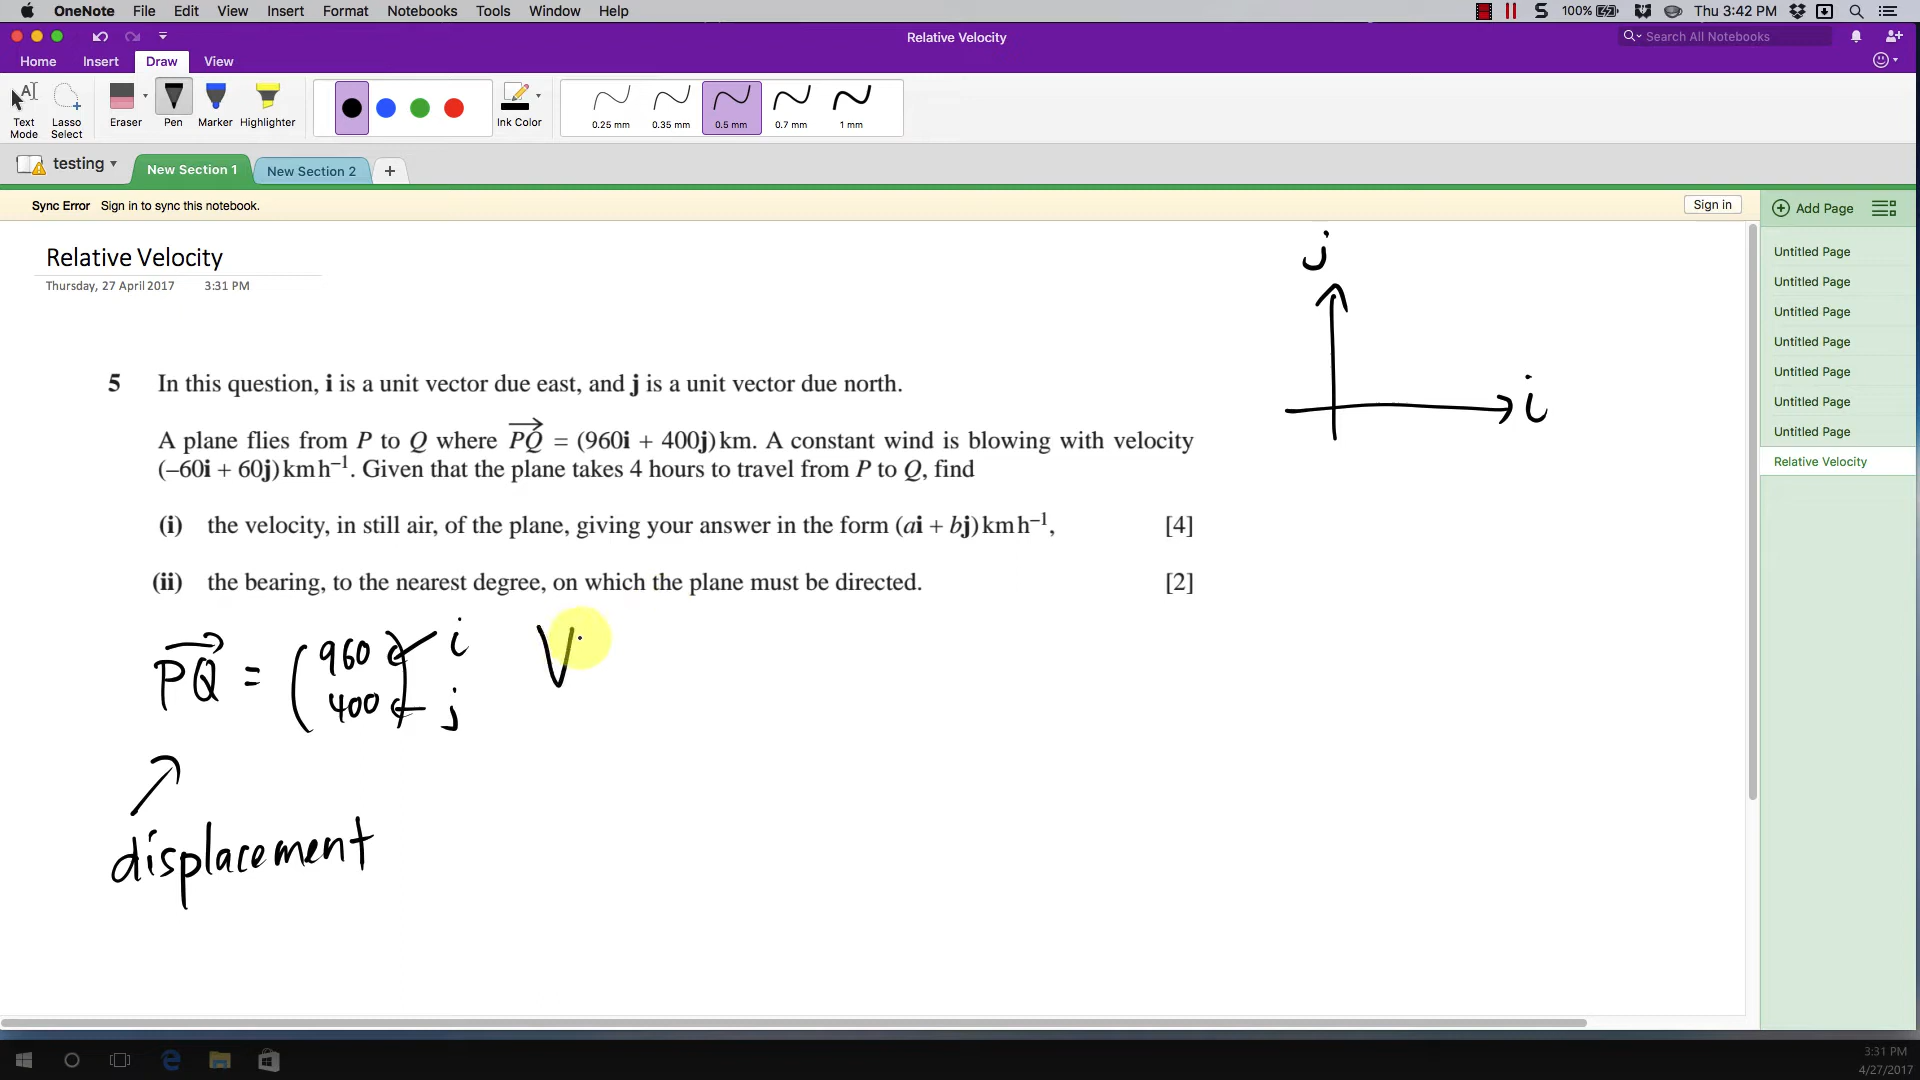 OneNote File Edit View Insert Format Notebooks Tools Window Help
100% Thu 3:42 PM
Relative Velocity
Search All Notebooks
Home Insert Draw View
Text Mode
Lasso Select
Eraser
Pen
Marker
Highlighter
Ink Color
0.25 mm
0.35 mm
0.5 mm
0.7 mm
1 mm
testing
New Section 1
New Section 2
+
Sync Error Sign in to sync this notebook.
Sign in
Add Page
Untitled Page
Untitled Page
Untitled Page
Untitled Page
Untitled Page
Untitled Page
Untitled Page
Relative Velocity
Relative Velocity
Thursday, 27 April 2017 3:31 PM
j
i
5 In this question, i is a unit vector due east, and j is a unit vector due north.
A plane flies from P to Q where P⃗Q⃗ = (960i + 400j) km. A constant wind is blowing with velocity
(–60i + 60j) km h⁻¹. Given that the plane takes 4 hours to travel from P to Q, find
(i) the velocity, in still air, of the plane, giving your answer in the form (ai + bj) km h⁻¹, [4]
(ii) the bearing, to the nearest degree, on which the plane must be directed. [2]
P⃗Q⃗ = (960 400) i j
V
displacement
3:31 PM
4/27/2017